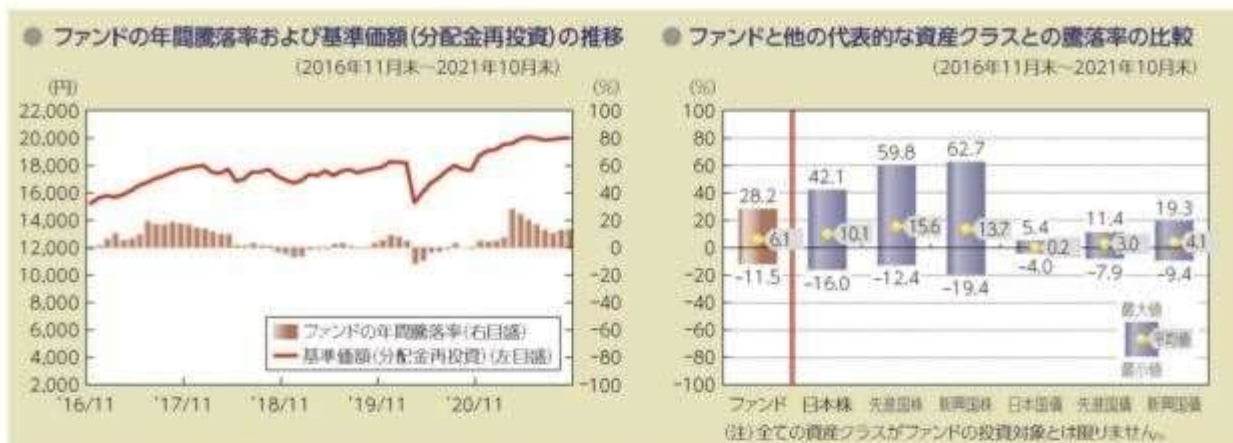 ● ファンドの年間騰落率および基準価額(分配金再投資)の推移
(2016年11月末〜2021年10月末)
(円)
(%)
22,000
20,000
18,000
16,000
14,000
12,000
10,000
8,000
6,000
4,000
2,000
100
80
60
40
20
0
−20
−40
−60
−80
−100
ファンドの年間騰落率(右目盛)
基準価額(分配金再投資)(左目盛)
'16/11 '17/11 '18/11 '19/11 '20/11
● ファンドと他の代表的な資産クラスとの騰落率の比較
(2016年11月末〜2021年10月末)
(%)
100
80
60
40
20
0
−20
−40
−60
−80
−100
28.2 42.1 59.8 62.7 5.4 11.4 19.3
6.1 10.1 15.6 13.7 0.2 3.0 4.1
−11.5 −16.0 −12.4 −19.4 −4.0 −7.9 −9.4
最大値
平均値
最小値
ファンド 日本株 先進国株 新興国株 日本国債 先進国債 新興国債
(注)全ての資産クラスがファンドの投資対象とは限りません。